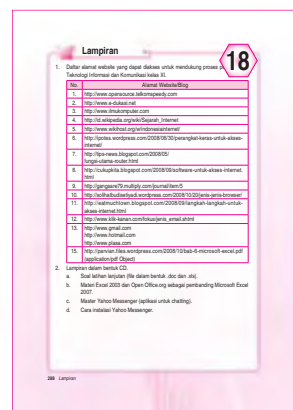 Lampiran
18
1. Daftar alamat website yang dapat diakses untuk mendukung proses
Teknologi Informasi dan Komunikasi kelas XI.
No. Alamat Website/Blog
1. http://www.opensource.telkomspeedy.com
2. http://www.e-dukasi.net
3. http://www.ilmukomputer.com
4. http://id.wikipedia.org/wiki/Sejarah_Internet
5. http://www.wikihost.org/w/indonesiainternet/
6. http://ipotes.wordpress.com/2008/08/30/perangkat-keras-untuk-akses-
internet/
7. http://tips-news.blogspot.com/2008/05/
fungsi-utama-router.html
8. http://cukupkita.blogspot.com/2008/09/software-untuk-akses-internet.
html
9. http://gangsare79.multiply.com/journal/item/5
10. http://solihatbudisetiyadi.wordpress.com/2008/10/20/jenis-jenis-browser/
11. http://eatmuchtown.blogspot.com/2008/09/langkah-langkah-untuk-
akses-internet.html
12. http://www.klik-kanan.com/fokus/jenis_email.shtml
13. http://www.gmail.com
http://www.hotmail.com
http://www.plasa.com
15. http://parvian.files.wordpress.com/2008/10/bab-6-microsoft-excel.pdf
(application/pdf Object)
2. Lampiran dalam bentuk CD.
a. Soal latihan lanjutan (file dalam bentuk .doc dan .xls).
b. Materi Excel 2003 dan Open Office.org sebagai pembanding Microsoft Excel
2007.
c. Master Yahoo Messenger (aplikasi untuk chatting).
d. Cara instalasi Yahoo Messenger.
Lampiran